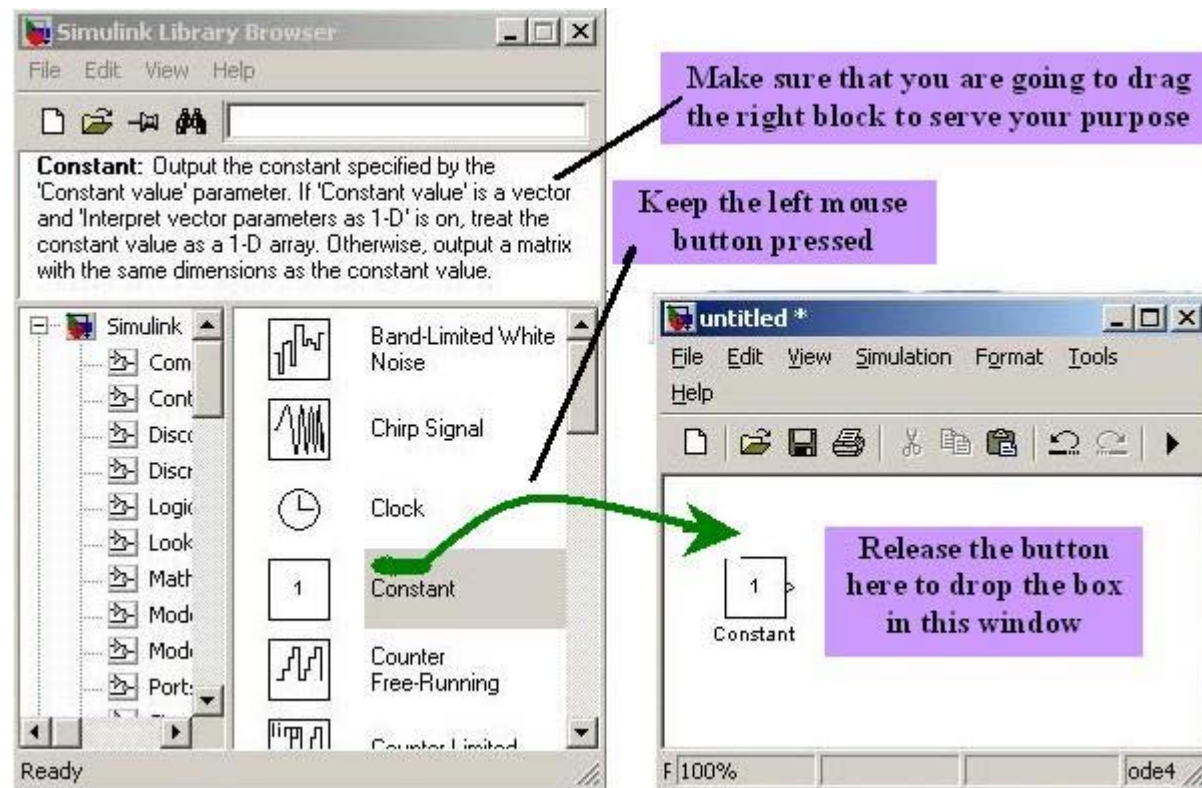 Simulink Library Browser
File Edit View Help
Constant: Output the constant specified by the
'Constant value' parameter. If 'Constant value' is a vector
and 'Interpret vector parameters as 1-D' is on, treat the
constant value as a 1-D array. Otherwise, output a matrix
with the same dimensions as the constant value.
Simulink
Com
Cont
Disco
Discr
Logic
Look
Math
Mode
Mode
Ports
Band-Limited White
Noise
Chirp Signal
Clock
1
Constant
Counter
Free-Running
Counter Limited
Ready
Make sure that you are going to drag
the right block to serve your purpose
Keep the left mouse
button pressed
untitled *
File Edit View Simulation Format Tools
Help
1
Constant
Release the button
here to drop the box
in this window
F 100%
ode4